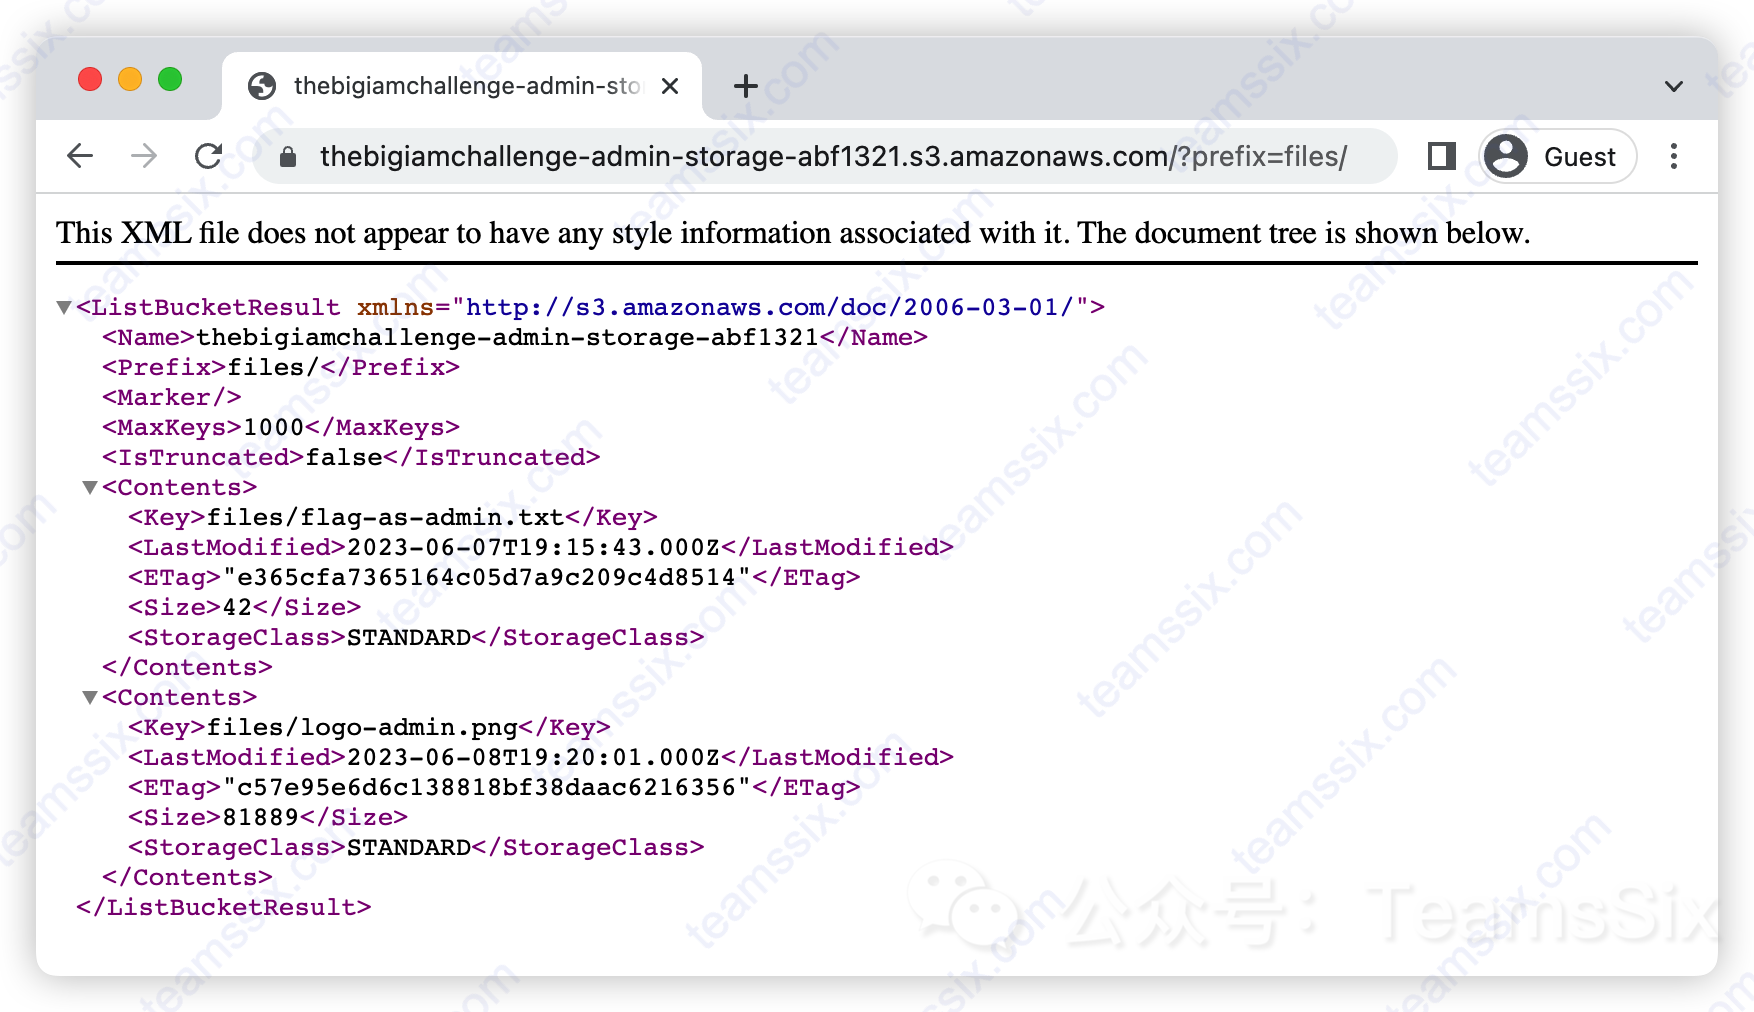 thebigiamchallenge-admin-sto
thebigiamchallenge-admin-storage-abf1321.s3.amazonaws.com/?prefix=files/
Guest
This XML file does not appear to have any style information associated with it. The document tree is shown below.
<ListBucketResult xmlns="http://s3.amazonaws.com/doc/2006-03-01/">
<Name>thebigiamchallenge-admin-storage-abf1321</Name>
<Prefix>files/</Prefix>
<Marker/>
<MaxKeys>1000</MaxKeys>
<IsTruncated>false</IsTruncated>
<Contents>
<Key>files/flag-as-admin.txt</Key>
<LastModified>2023-06-07T19:15:43.000Z</LastModified>
<ETag>"e365cfa7365164c05d7a9c209c4d8514"</ETag>
<Size>42</Size>
<StorageClass>STANDARD</StorageClass>
</Contents>
<Contents>
<Key>files/logo-admin.png</Key>
<LastModified>2023-06-08T19:20:01.000Z</LastModified>
<ETag>"c57e95e6d6c138818bf38daac6216356"</ETag>
<Size>81889</Size>
<StorageClass>STANDARD</StorageClass>
</Contents>
</ListBucketResult>
公众号：TeamsSix
teamssix.com